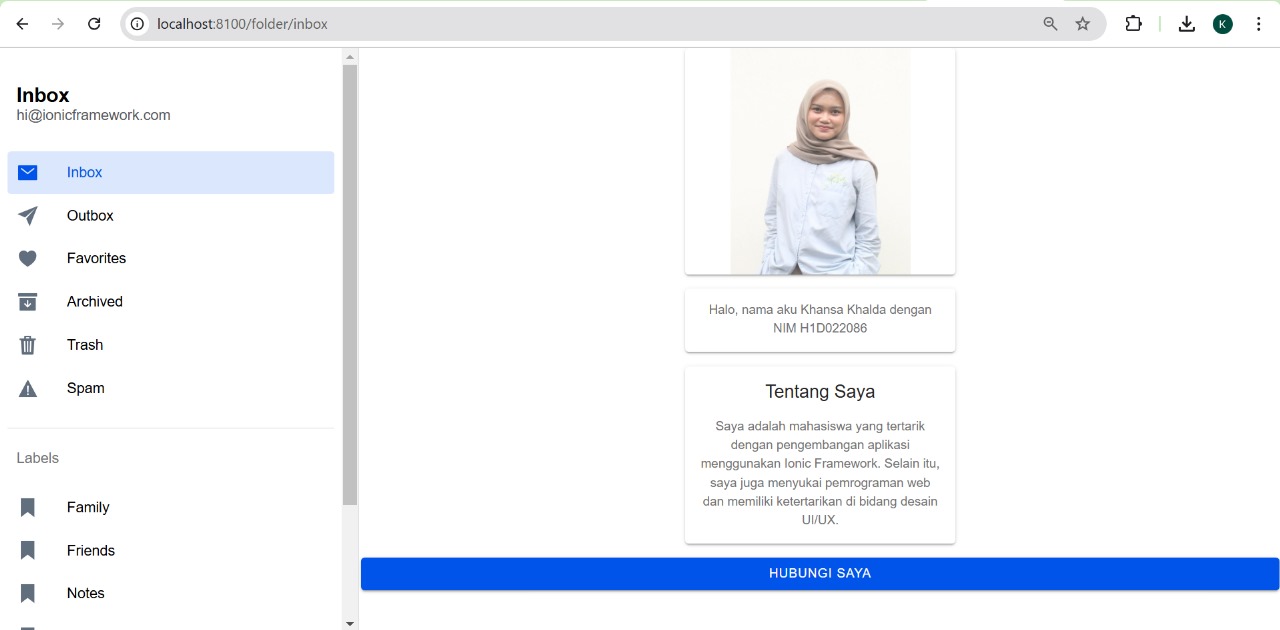 localhost:8100/folder/inbox
K
Inbox
hi@ionicframework.com
Inbox
Outbox
Favorites
Archived
Trash
Spam
Labels
Family
Friends
Notes
Halo, nama aku Khansa Khalda dengan
NIM H1D022086
Tentang Saya
Saya adalah mahasiswa yang tertarik
dengan pengembangan aplikasi
menggunakan Ionic Framework. Selain itu,
saya juga menyukai pemrograman web
dan memiliki ketertarikan di bidang desain
UI/UX.
HUBUNGI SAYA